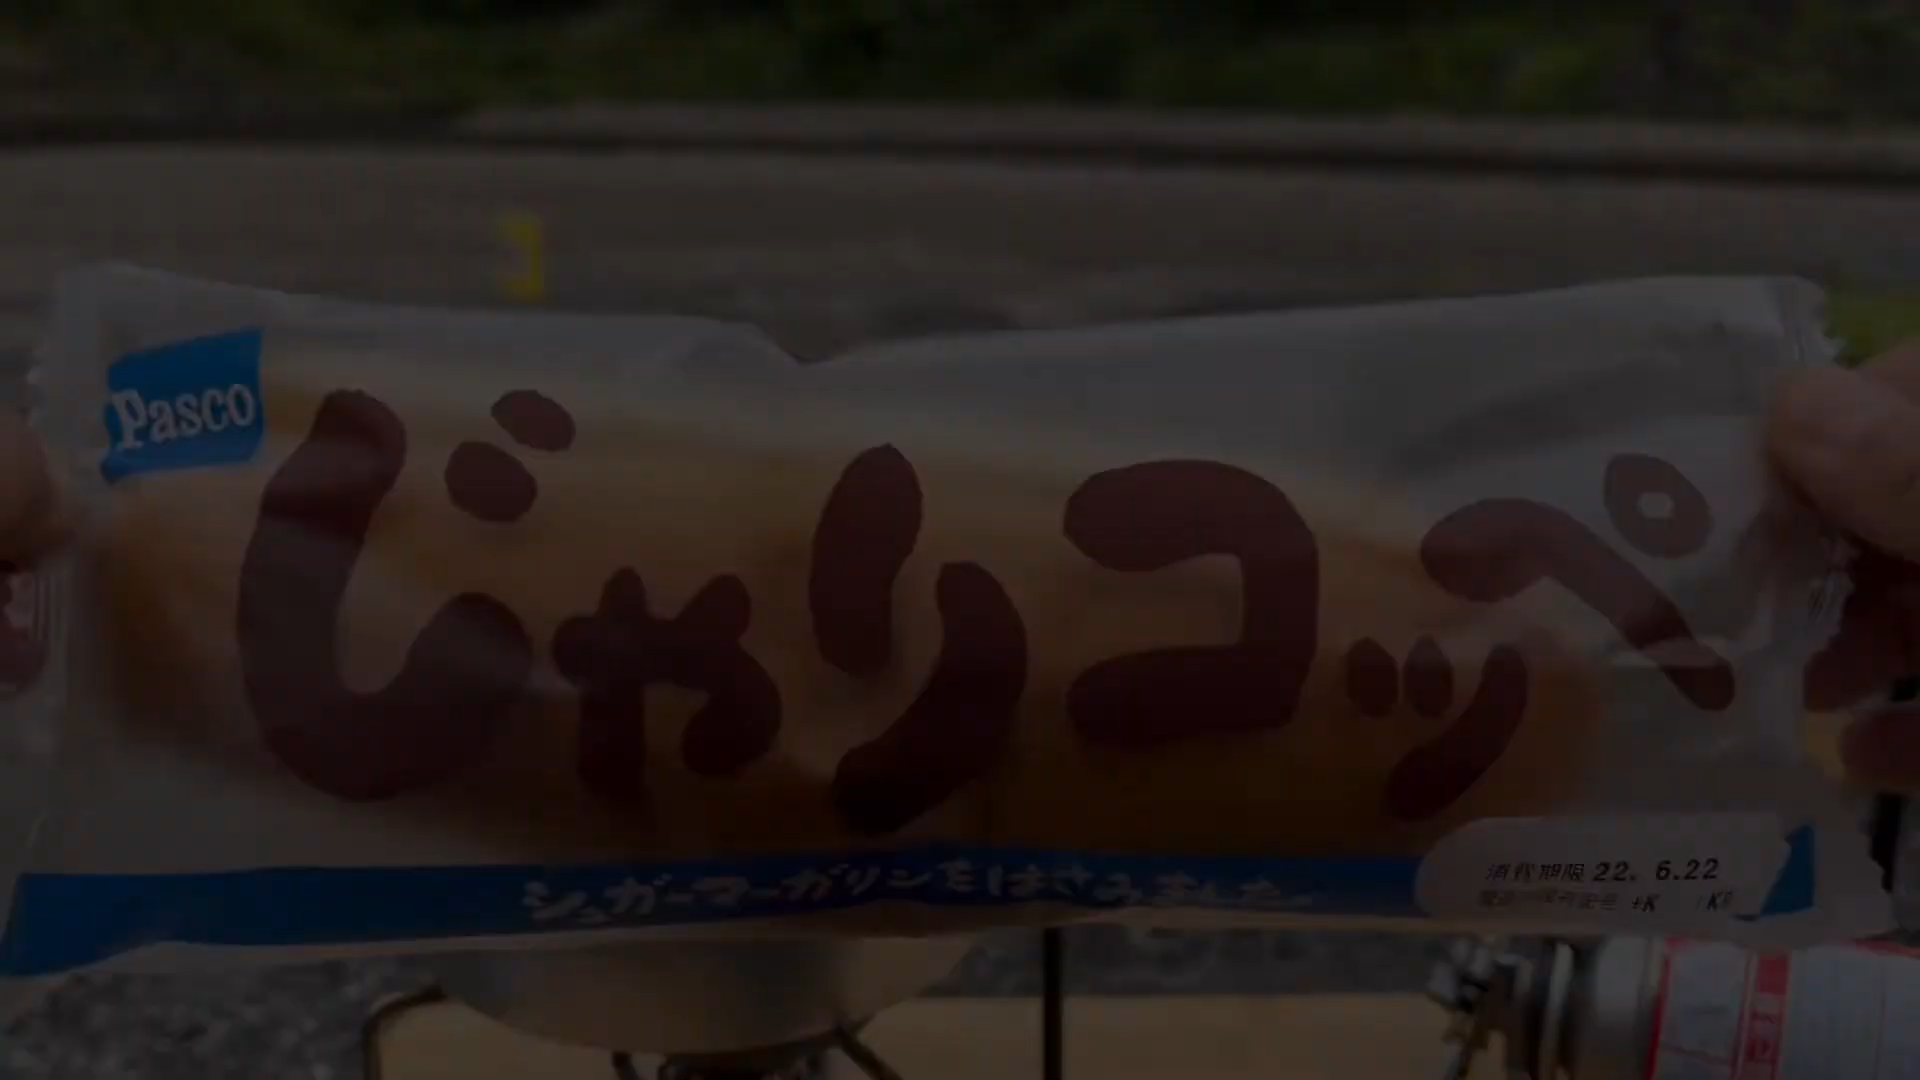 Pasco
じゃりコッペ
シュガーマーガリンをはさみました。
消費期限 22. 6.22
+K